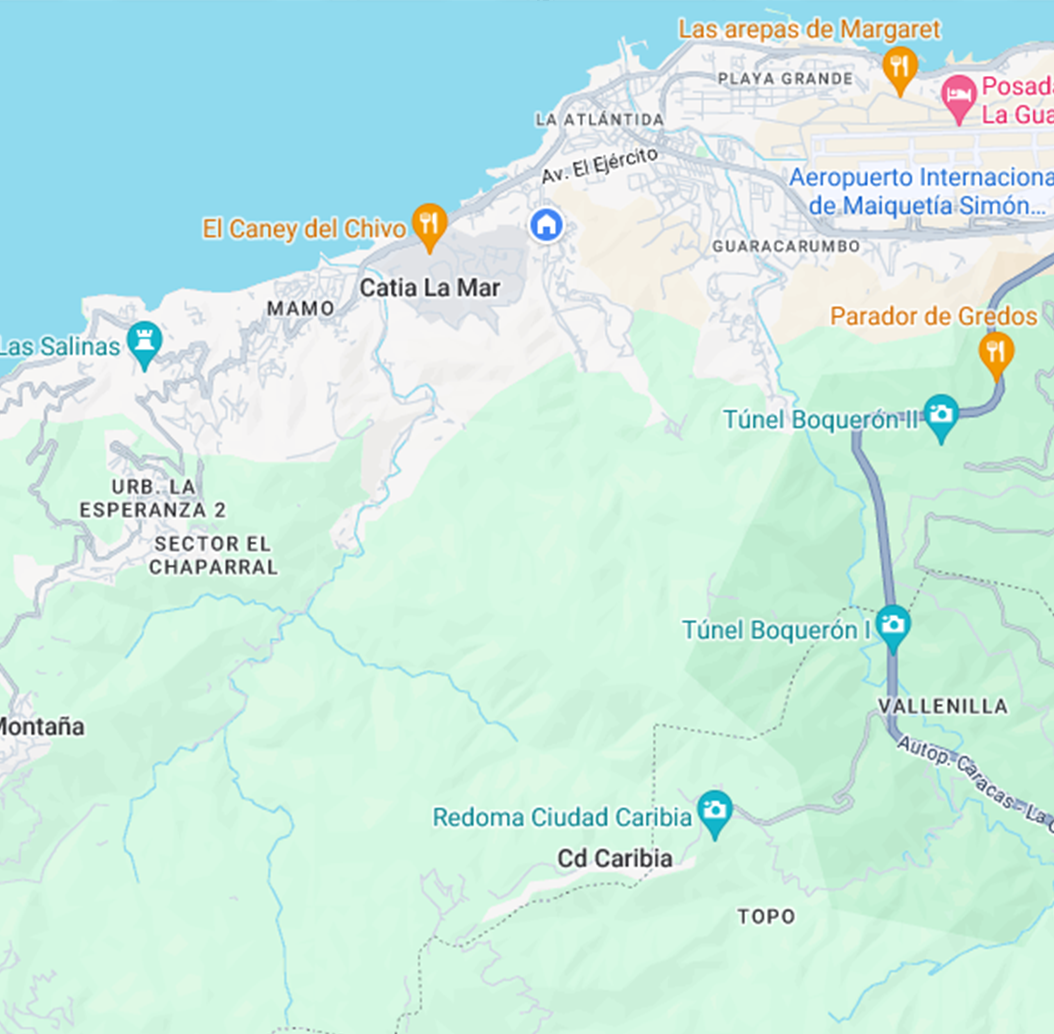 Las arepas de Margaret
PLAYA GRANDE
Posada
La Gua
LA ATLÁNTIDA
Av. El Ejército
Aeropuerto Internaciona
de Maiquetía Simón...
El Caney del Chivo
GUARACARUMBO
Catia La Mar
MAMO
Parador de Gredos
Las Salinas
Túnel Boquerón II
URB. LA
ESPERANZA 2
SECTOR EL
CHAPARRAL
Túnel Boquerón I
VALLENILLA
Montaña
Autop. Caracas - La G
Redoma Ciudad Caribia
Cd Caribia
TOPO